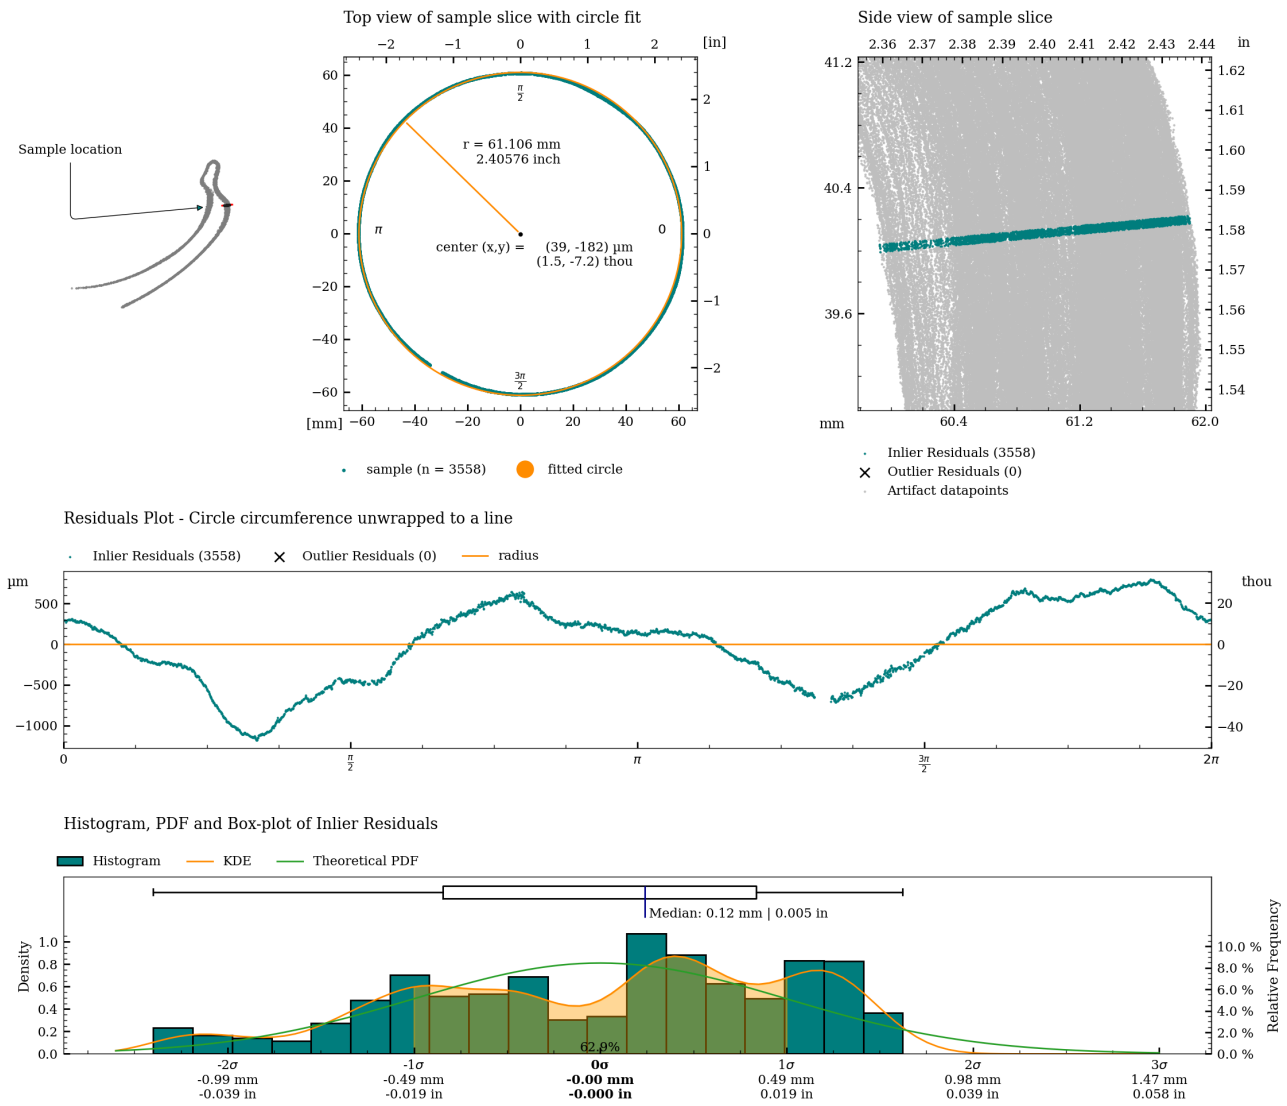 Top view of sample slice with circle fit
−2 −1 0 1 2 [in]
Sample location
60
40
20
0
−20
−40
−60
2
1
0
−1
−2
π/2
r = 61.106 mm
2.40576 inch
π
0
center (x,y) = (39, -182) µm
(1.5, -7.2) thou
3π/2
[mm] −60 −40 −20 0 20 40 60
sample (n = 3558) fitted circle
Side view of sample slice
2.36 2.37 2.38 2.39 2.40 2.41 2.42 2.43 2.44 in
41.2
40.4
39.6
1.62
1.61
1.60
1.59
1.58
1.57
1.56
1.55
1.54
mm 60.4 61.2 62.0
Inlier Residuals (3558)
Outlier Residuals (0)
Artifact datapoints
Residuals Plot - Circle circumference unwrapped to a line
Inlier Residuals (3558) Outlier Residuals (0) radius
µm thou
500
0
−500
−1000
20
0
−20
−40
0 π/2 π 3π/2 2π
Histogram, PDF and Box-plot of Inlier Residuals
Histogram KDE Theoretical PDF
Median: 0.12 mm | 0.005 in
Density
1.0
0.8
0.6
0.4
0.2
0.0
Relative Frequency
10.0 %
8.0 %
6.0 %
4.0 %
2.0 %
0.0 %
62.9%
-2σ -1σ 0σ 1σ 2σ 3σ
-0.99 mm -0.49 mm -0.00 mm 0.49 mm 0.98 mm 1.47 mm
-0.039 in -0.019 in -0.000 in 0.019 in 0.039 in 0.058 in